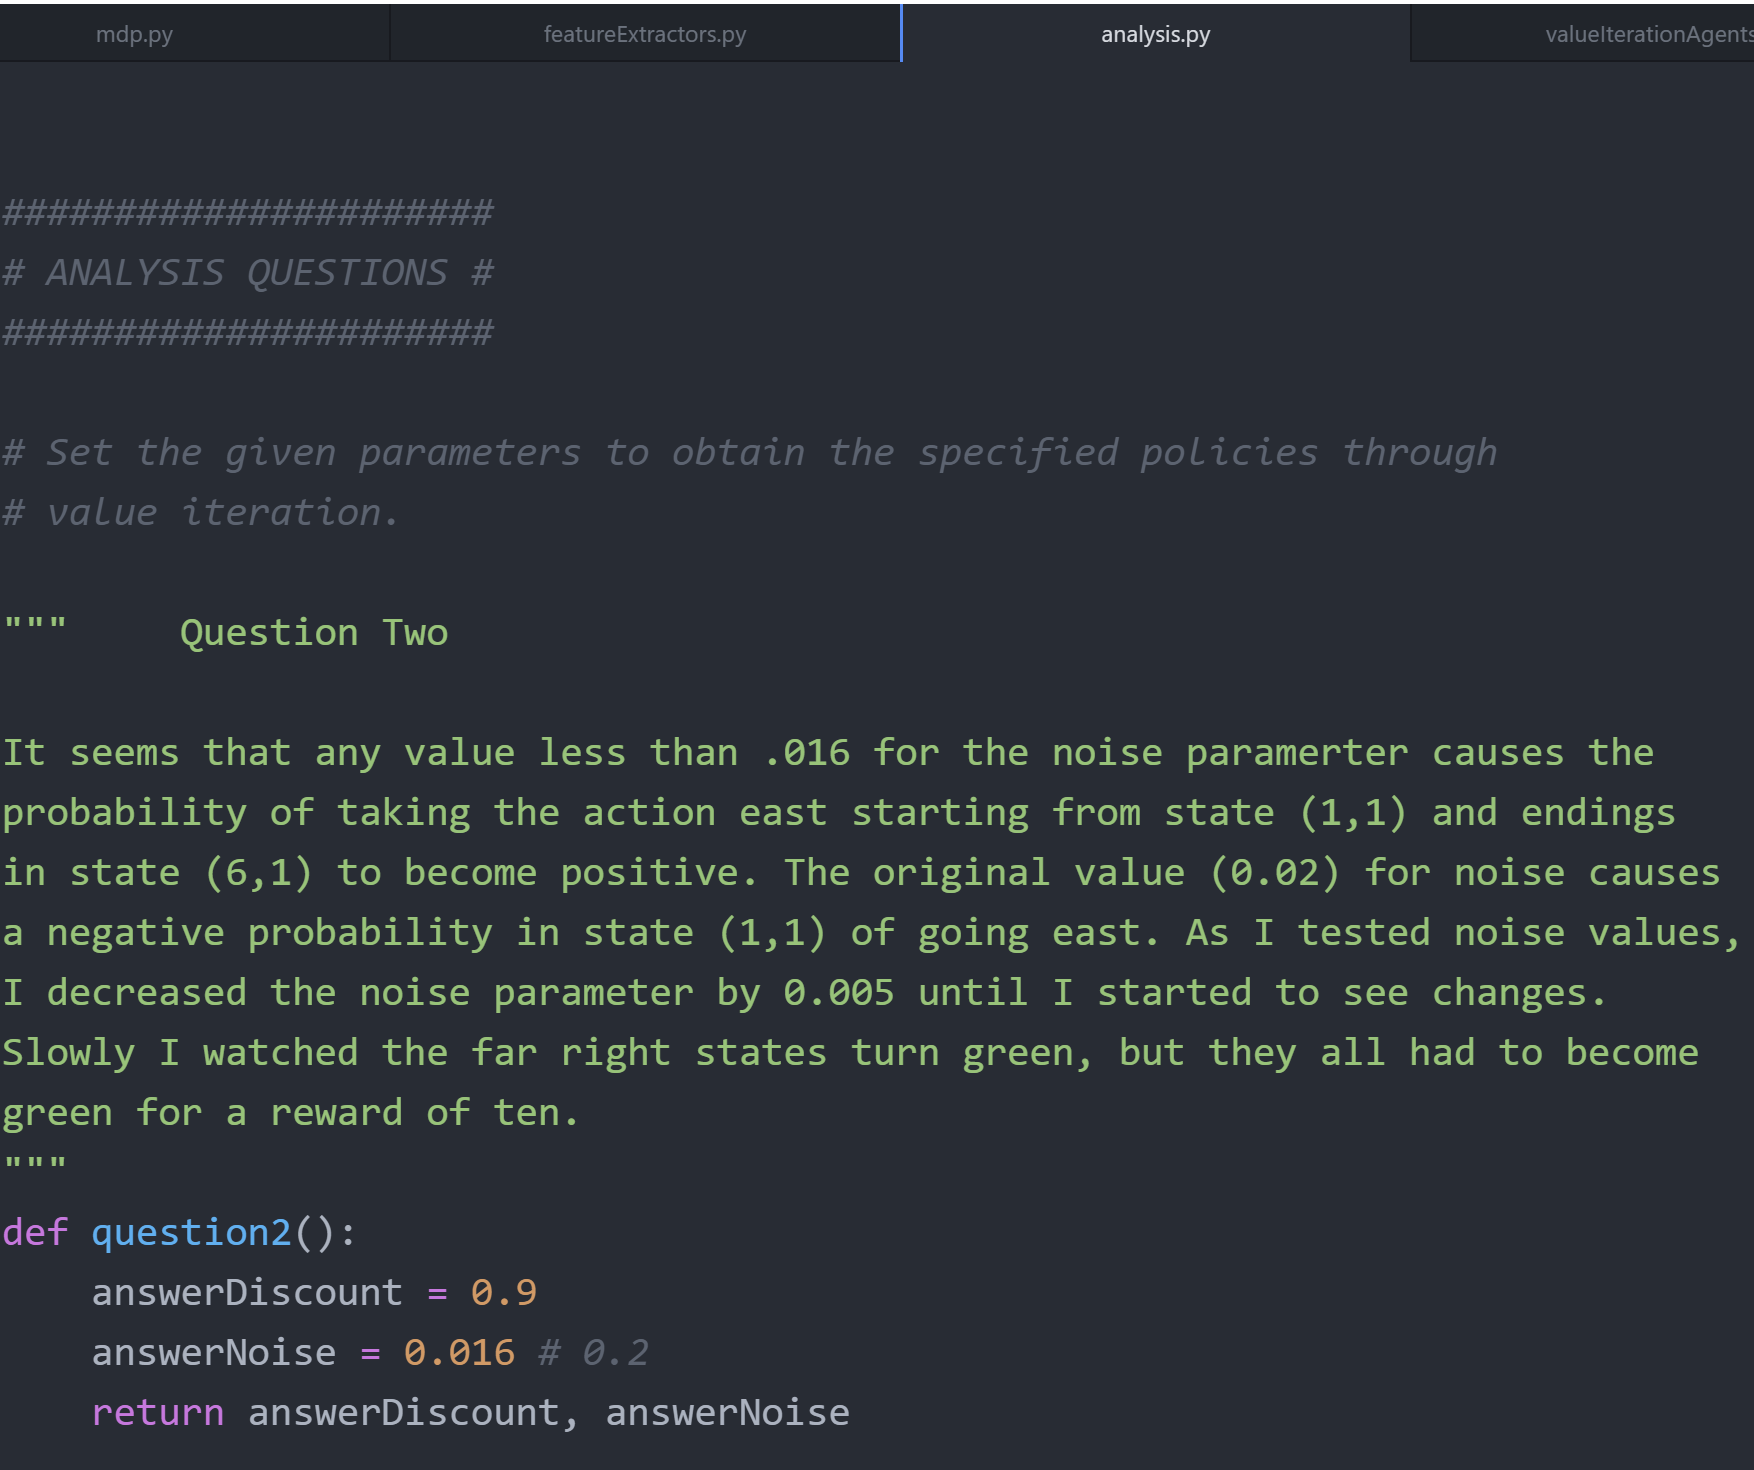 mdp.py
featureExtractors.py
analysis.py
valueIterationAgents
######################
# ANALYSIS QUESTIONS #
######################
# Set the given parameters to obtain the specified policies through
# value iteration.
"""     Question Two
It seems that any value less than .016 for the noise paramerter causes the
probability of taking the action east starting from state (1,1) and endings
in state (6,1) to become positive. The original value (0.02) for noise causes
a negative probability in state (1,1) of going east. As I tested noise values,
I decreased the noise parameter by 0.005 until I started to see changes.
Slowly I watched the far right states turn green, but they all had to become
green for a reward of ten.
"""
def question2():
    answerDiscount = 0.9
    answerNoise = 0.016 # 0.2
    return answerDiscount, answerNoise